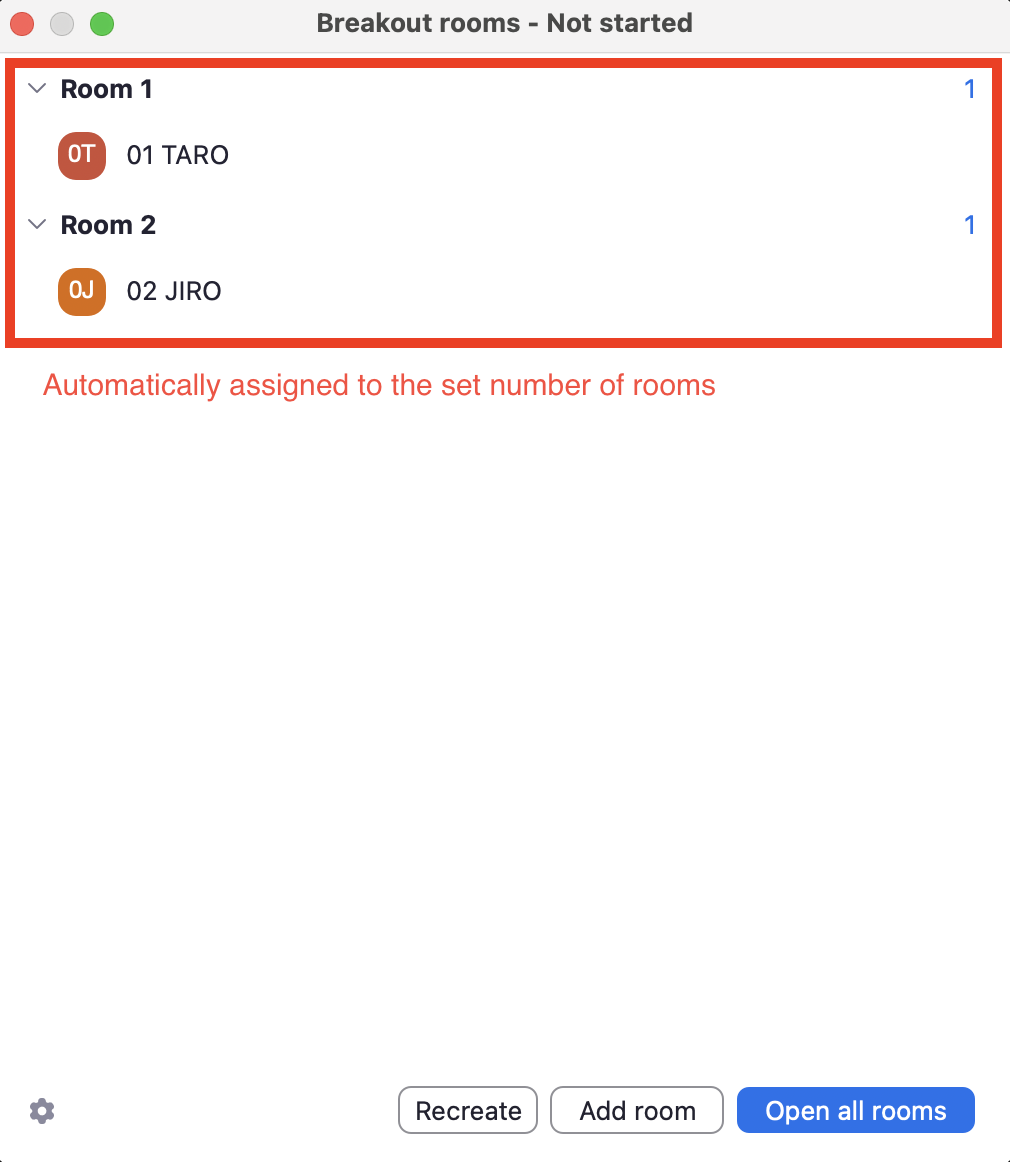 Breakout rooms - Not started
Room 1 1
0T 01 TARO
Room 2 1
0J 02 JIRO
Automatically assigned to the set number of rooms
Recreate Add room Open all rooms